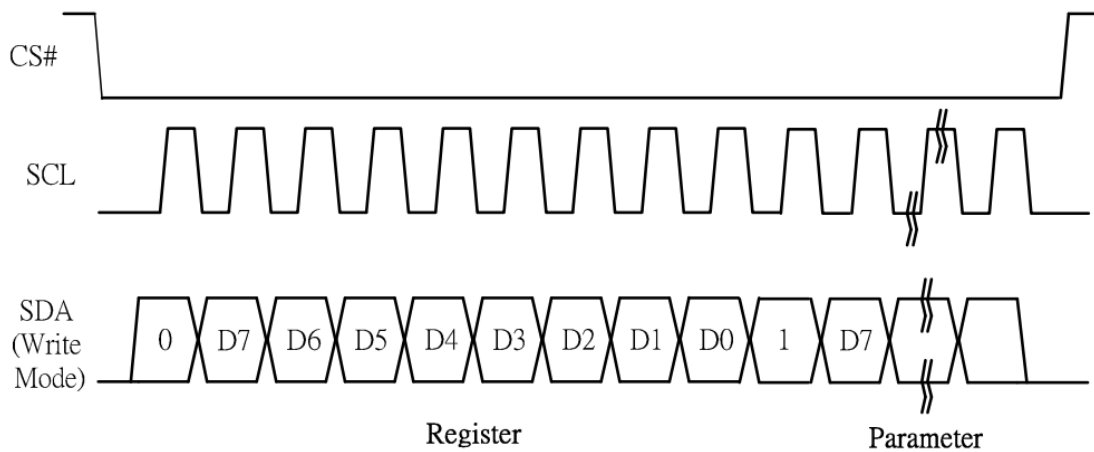 CS#
SCL
SDA
(Write
Mode)
0 D7 D6 D5 D4 D3 D2 D1 D0 1 D7
Register
Parameter